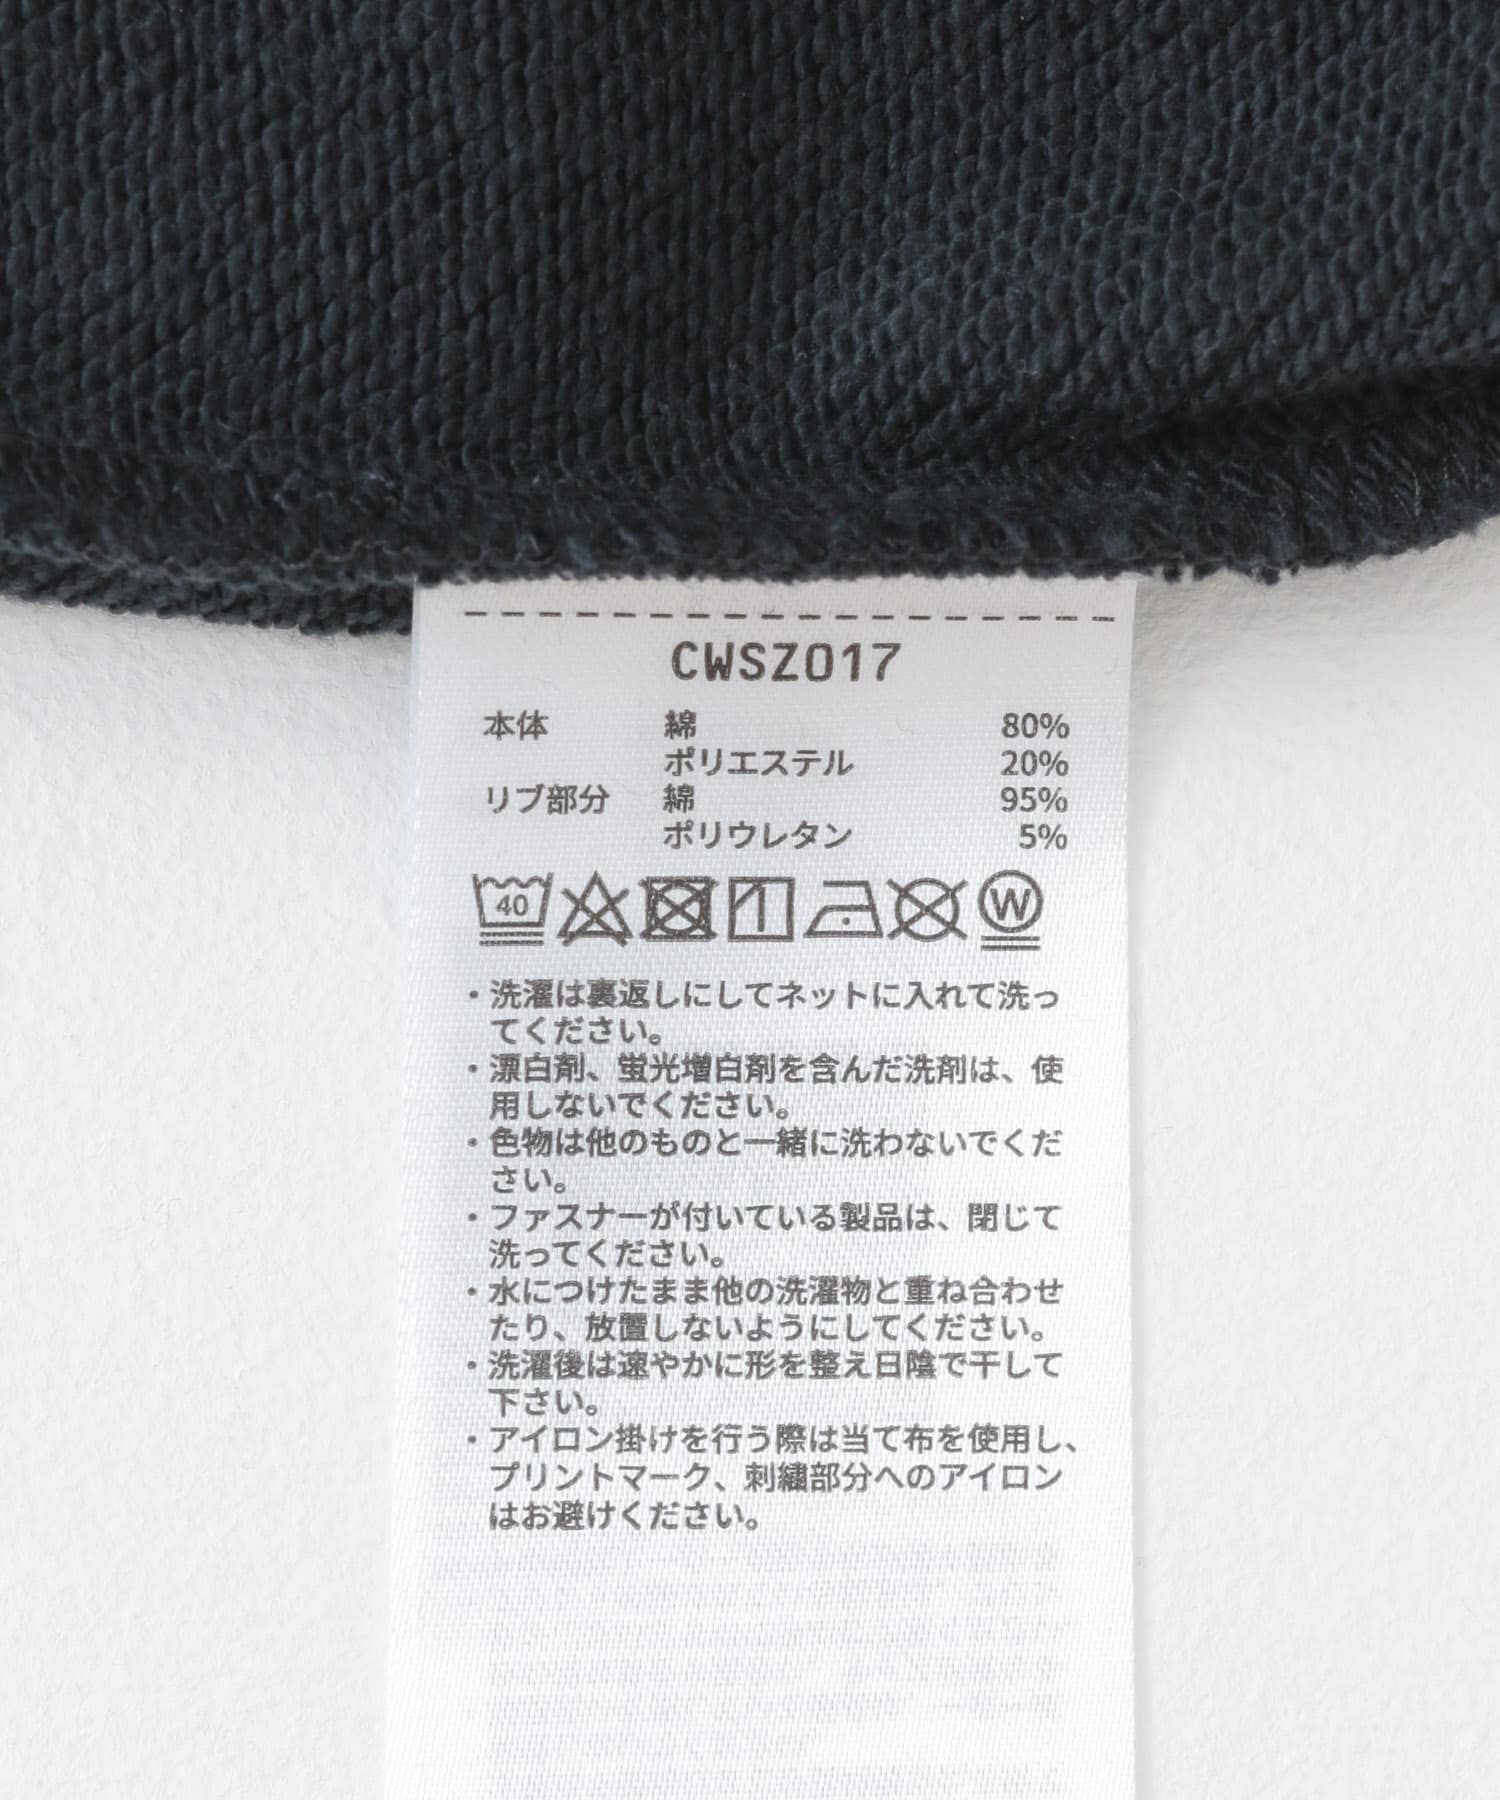 CWSZ017
本体 綿 80%
ポリエステル 20%
リブ部分 綿 95%
ポリウレタン 5%
40 W
・洗濯は裏返しにしてネットに入れて洗っ
てください。
・漂白剤、蛍光増白剤を含んだ洗剤は、使
用しないでください。
・色物は他のものと一緒に洗わないでくだ
さい。
・ファスナーが付いている製品は、閉じて
洗ってください。
・水につけたまま他の洗濯物と重ね合わせ
たり、放置しないようにしてください。
・洗濯後は速やかに形を整え日陰で干して
下さい。
・アイロン掛けを行う際は当て布を使用し、
プリントマーク、刺繍部分へのアイロン
はお避けください。